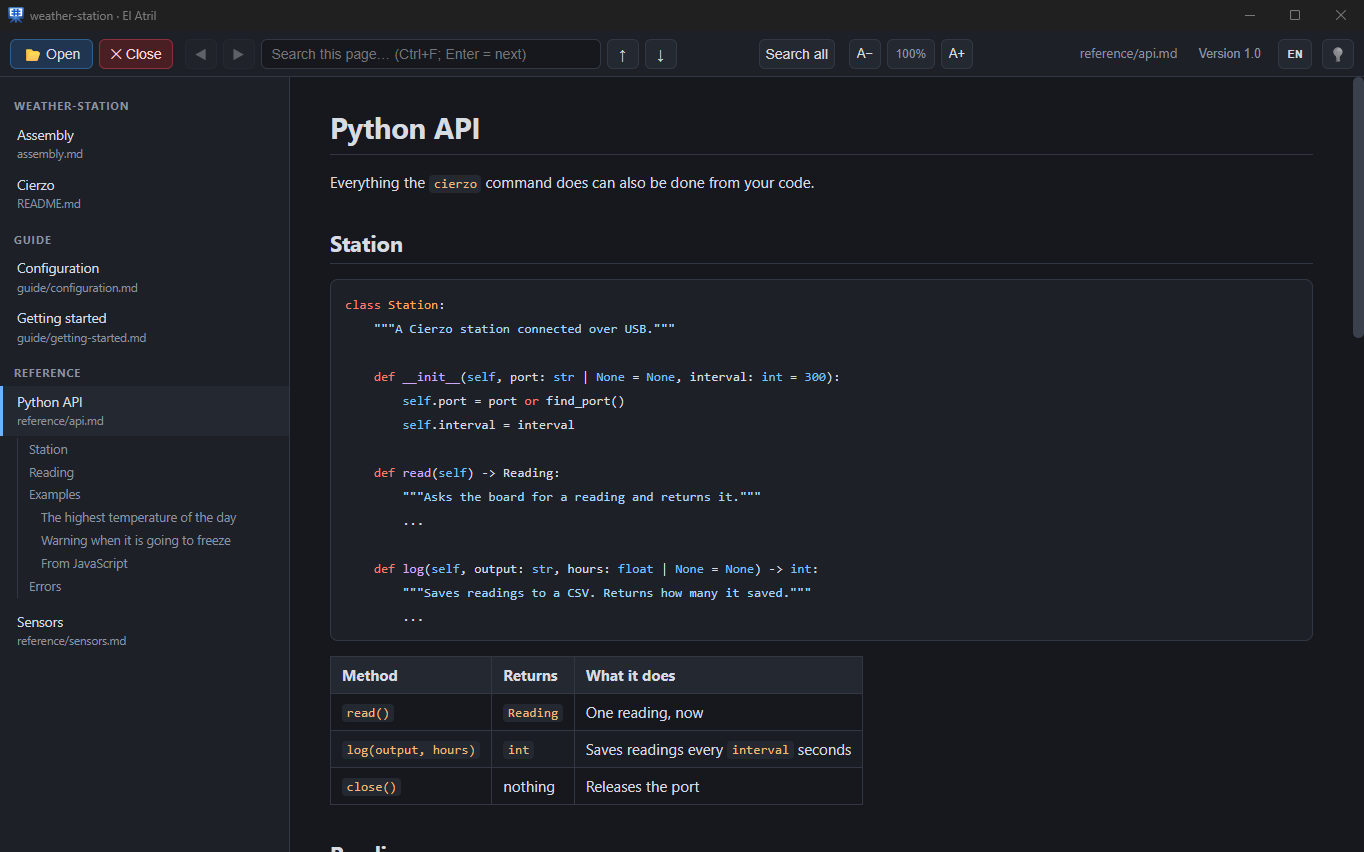 weather-station · El Atril
Open
Close
Search this page… (Ctrl+F; Enter = next)
Search all
A−
100%
A+
reference/api.md
Version 1.0
EN
WEATHER-STATION
Assembly
assembly.md
Cierzo
README.md
GUIDE
Configuration
guide/configuration.md
Getting started
guide/getting-started.md
REFERENCE
Python API
reference/api.md
Station
Reading
Examples
The highest temperature of the day
Warning when it is going to freeze
From JavaScript
Errors
Sensors
reference/sensors.md
Python API
Everything the cierzo command does can also be done from your code.
Station
class Station:
    """A Cierzo station connected over USB."""
    def __init__(self, port: str | None = None, interval: int = 300):
        self.port = port or find_port()
        self.interval = interval
    def read(self) -> Reading:
        """Asks the board for a reading and returns it."""
        ...
    def log(self, output: str, hours: float | None = None) -> int:
        """Saves readings to a CSV. Returns how many it saved."""
        ...
Method Returns What it does
read() Reading One reading, now
log(output, hours) int Saves readings every interval seconds
close() nothing Releases the port